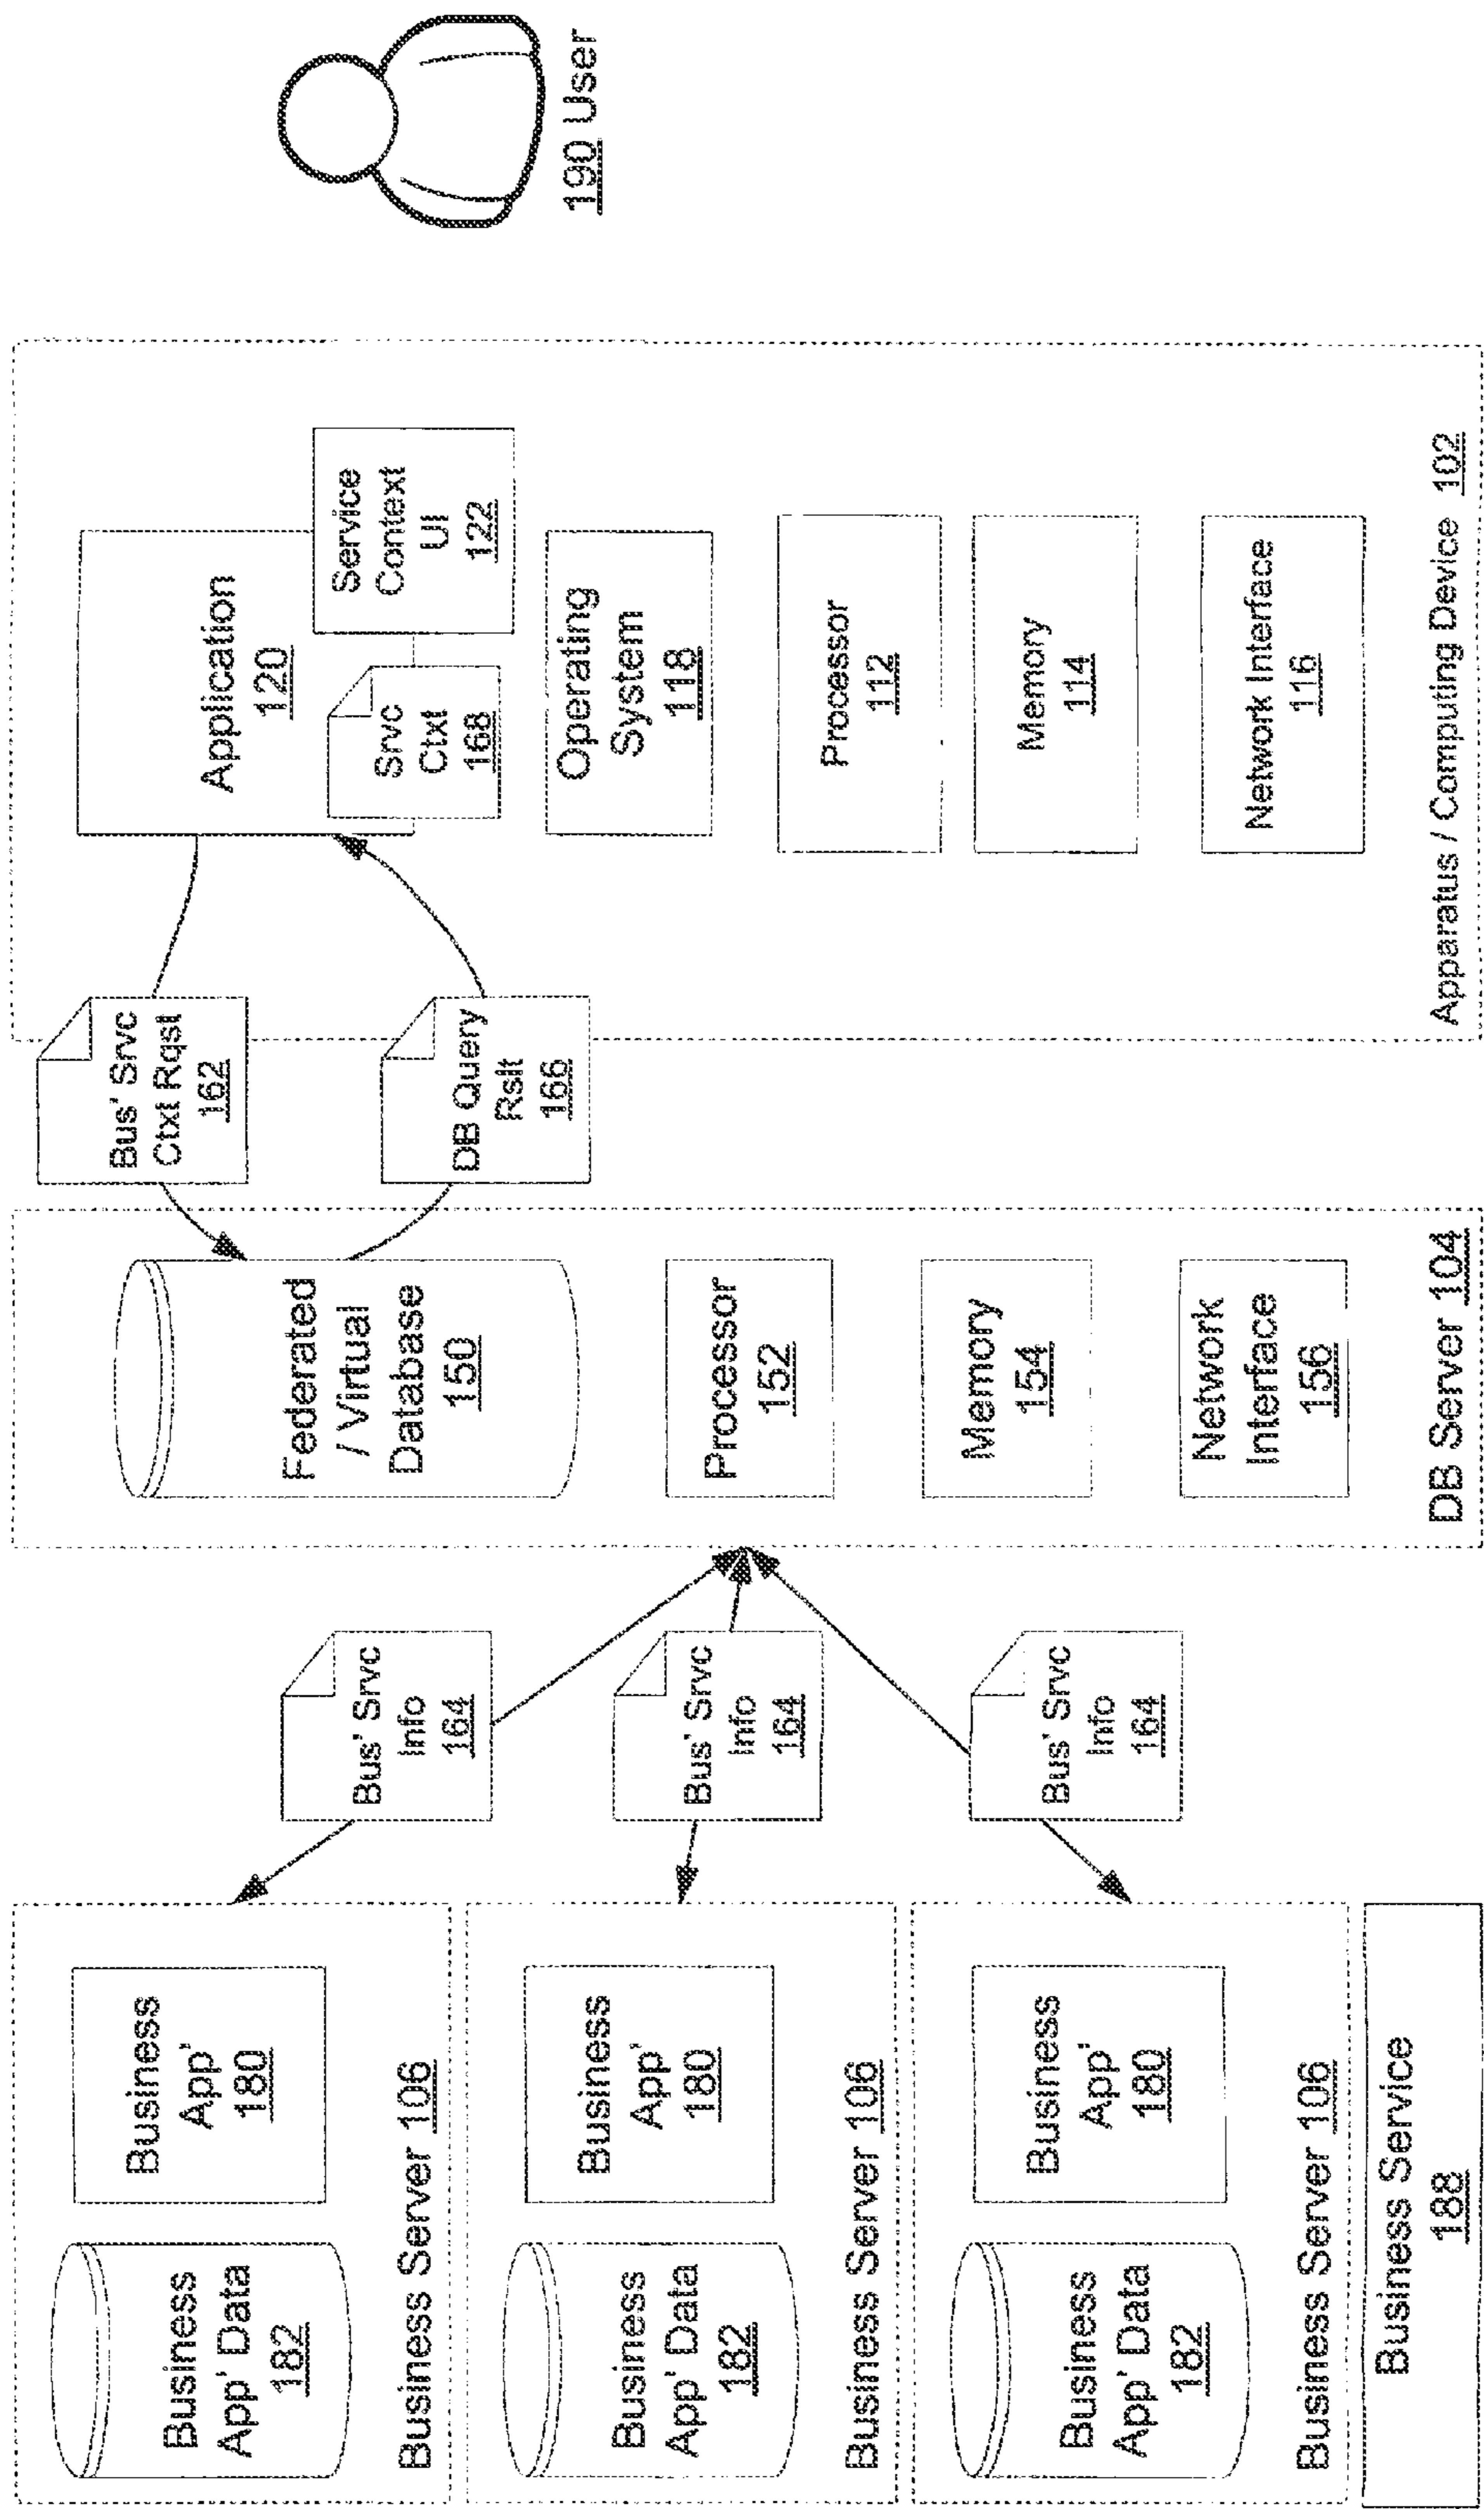 Business
App' Data
182
Business
App'
180
Business Server 106
Business
App' Data
182
Business
App'
180
Business Server 106
Business
App' Data
182
Business
App'
180
Business Server 106
Business Service
188
Bus' Srvc
Info
164
Bus' Srvc
Info
164
Bus' Srvc
Info
164
Federated
/ Virtual
Database
150
Processor
152
Memory
154
Network
Interface
156
DB Server 104
Bus' Srvc
Ctxt Rqst
162
DB Query
Rslt
166
Application
120
Srvc
Ctxt
168
Service
Context
UI
122
Operating
System
118
Processor
112
Memory
114
Network Interface
116
Apparatus / Computing Device 102
190 User